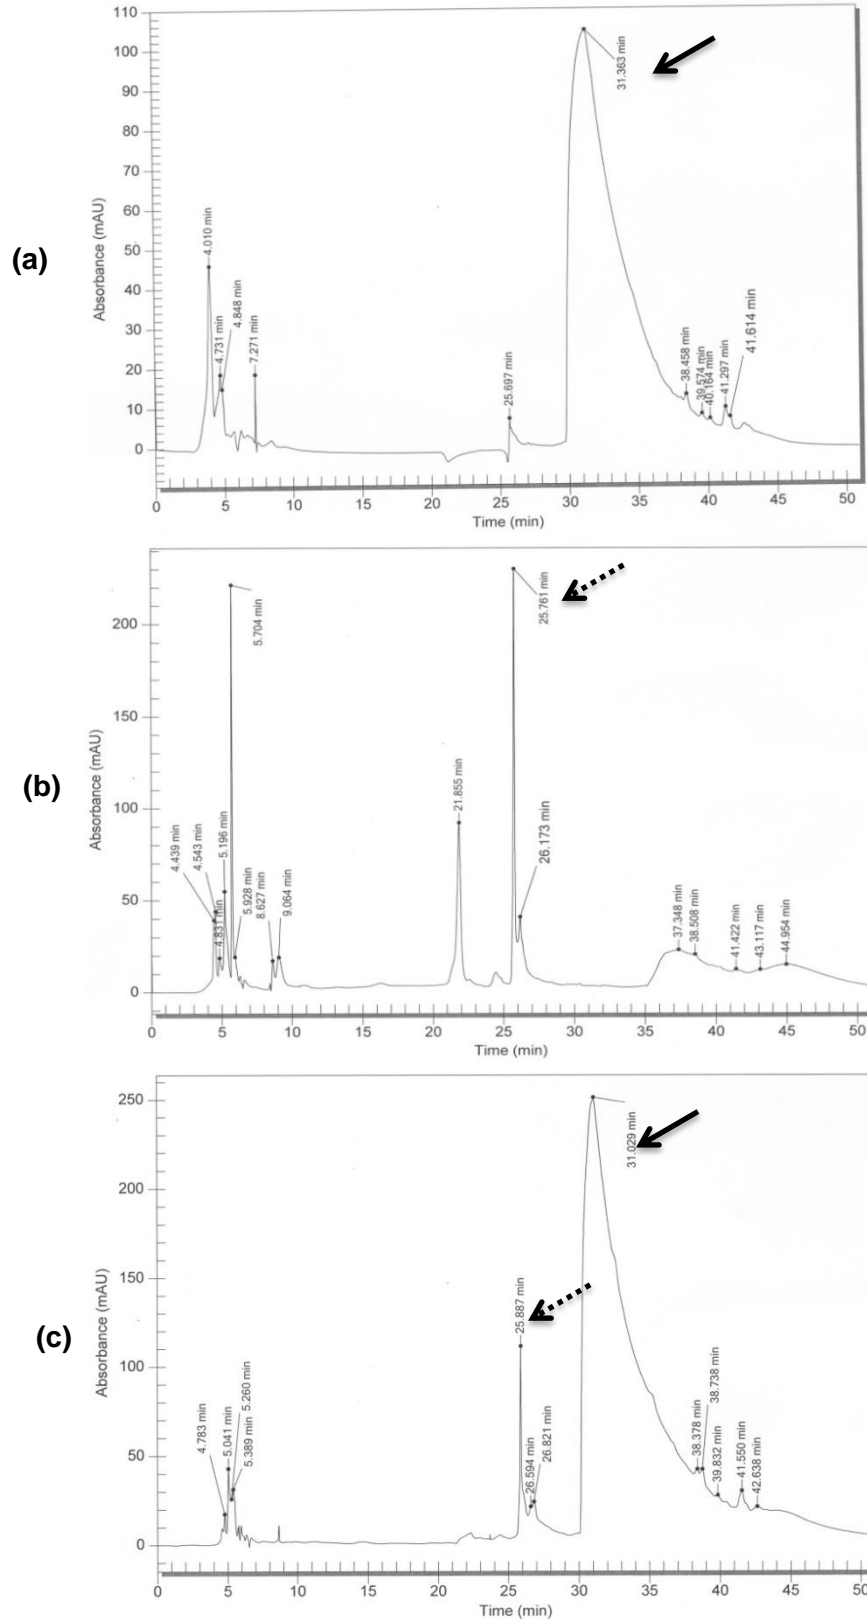 (a)
Absorbance (mAU)
110
100
90
80
70
60
50
40
30
20
10
0
4.010 min
4.731 min
4.848 min
7.271 min
25.697 min
31.363 min
38.458 min
39.574 min
40.164 min
41.297 min
41.614 min
0 5 10 15 20 25 30 35 40 45 50
Time (min)
(b)
Absorbance (mAU)
200
150
100
50
0
4.439 min
4.543 min
4.831 min
5.196 min
5.704 min
5.928 min
8.627 min
9.064 min
21.855 min
25.761 min
26.173 min
37.348 min
38.508 min
41.422 min
43.117 min
44.954 min
0 5 10 15 20 25 30 35 40 45 50
Time (min)
(c)
Absorbance (mAU)
250
200
150
100
50
0
4.783 min
5.041 min
5.260 min
5.389 min
25.887 min
26.594 min
26.821 min
31.029 min
38.378 min
38.738 min
39.832 min
41.550 min
42.638 min
0 5 10 15 20 25 30 35 40 45 50
Time (min)